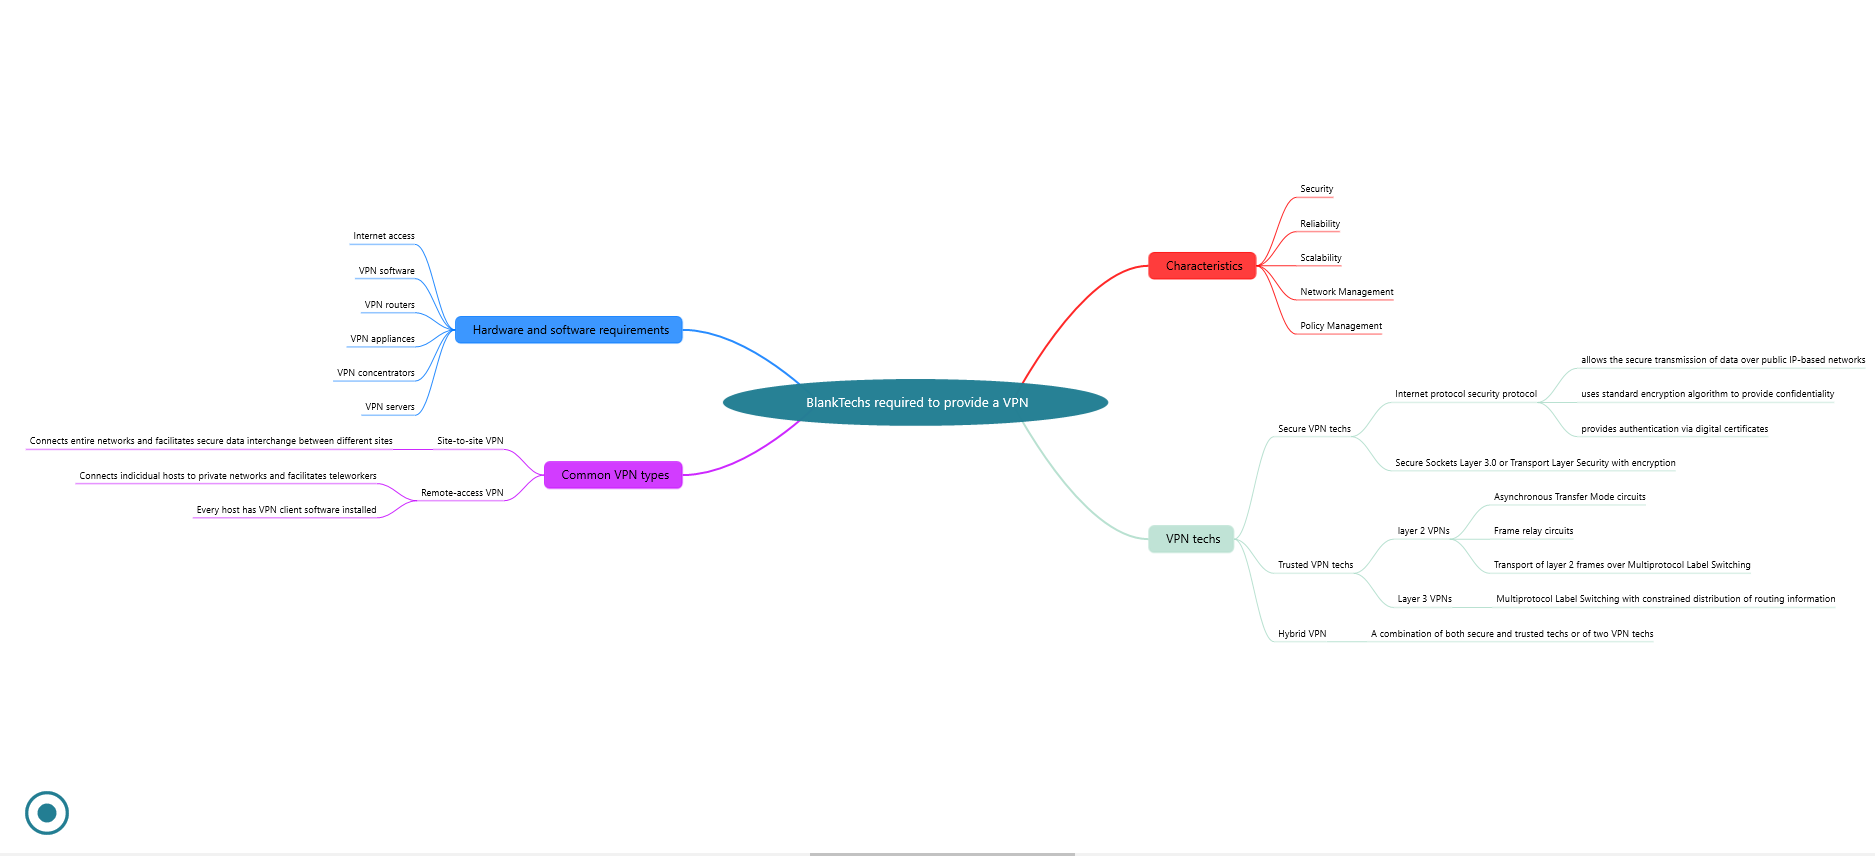 BlankTechs required to provide a VPN
Hardware and software requirements
Internet access
VPN software
VPN routers
VPN appliances
VPN concentrators
VPN servers
Common VPN types
Site-to-site VPN
Connects entire networks and facilitates secure data interchange between different sites
Remote-access VPN
Connects indicidual hosts to private networks and facilitates teleworkers
Every host has VPN client software installed
Characteristics
Security
Reliability
Scalability
Network Management
Policy Management
VPN techs
Secure VPN techs
Internet protocol security protocol
allows the secure transmission of data over public IP-based networks
uses standard encryption algorithm to provide confidentiality
provides authentication via digital certificates
Secure Sockets Layer 3.0 or Transport Layer Security with encryption
Trusted VPN techs
layer 2 VPNs
Asynchronous Transfer Mode circuits
Frame relay circuits
Transport of layer 2 frames over Multiprotocol Label Switching
Layer 3 VPNs
Multiprotocol Label Switching with constrained distribution of routing information
Hybrid VPN
A combination of both secure and trusted techs or of two VPN techs